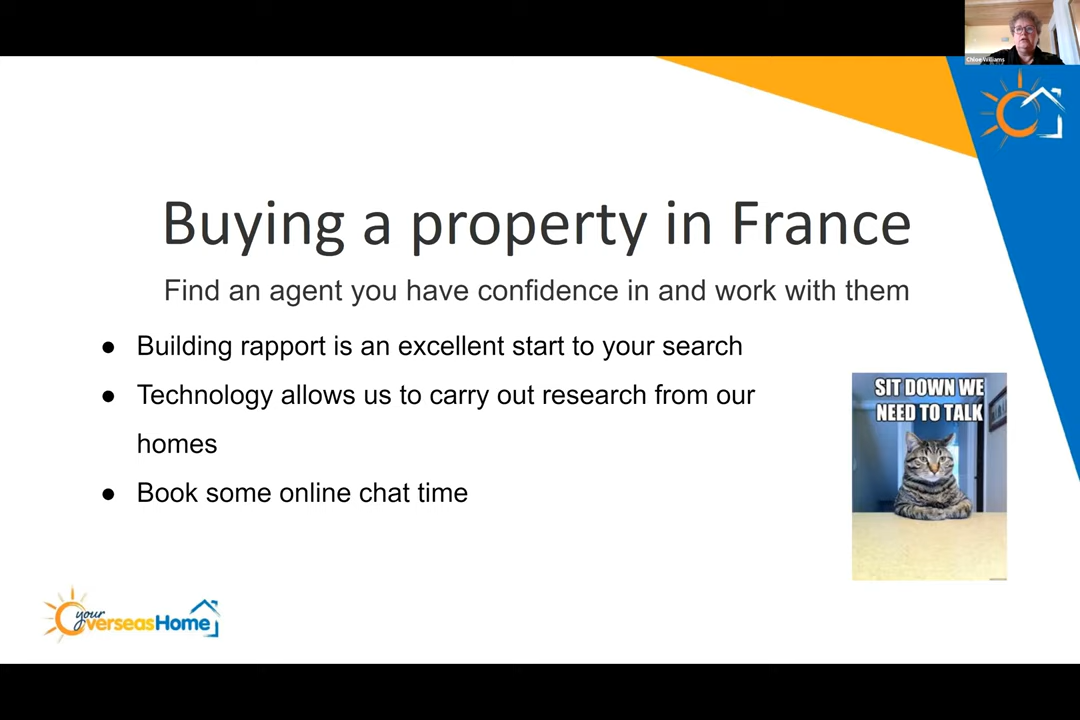 Chloe Williams
Buying a property in France
Find an agent you have confidence in and work with them
● Building rapport is an excellent start to your search
● Technology allows us to carry out research from our
homes
● Book some online chat time
SIT DOWN WE
NEED TO TALK
your
OverseasHome